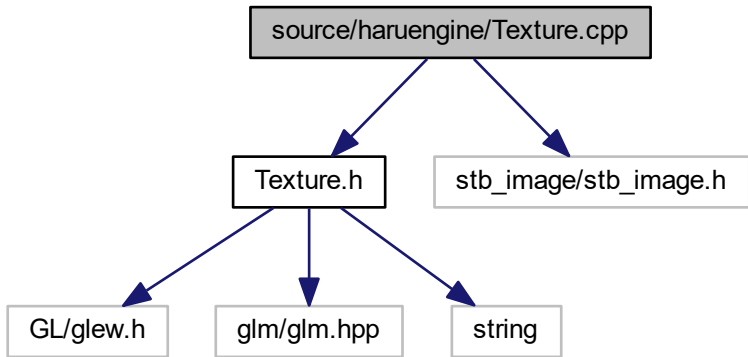 source/haruengine/Texture.cpp
Texture.h
stb_image/stb_image.h
GL/glew.h
glm/glm.hpp
string